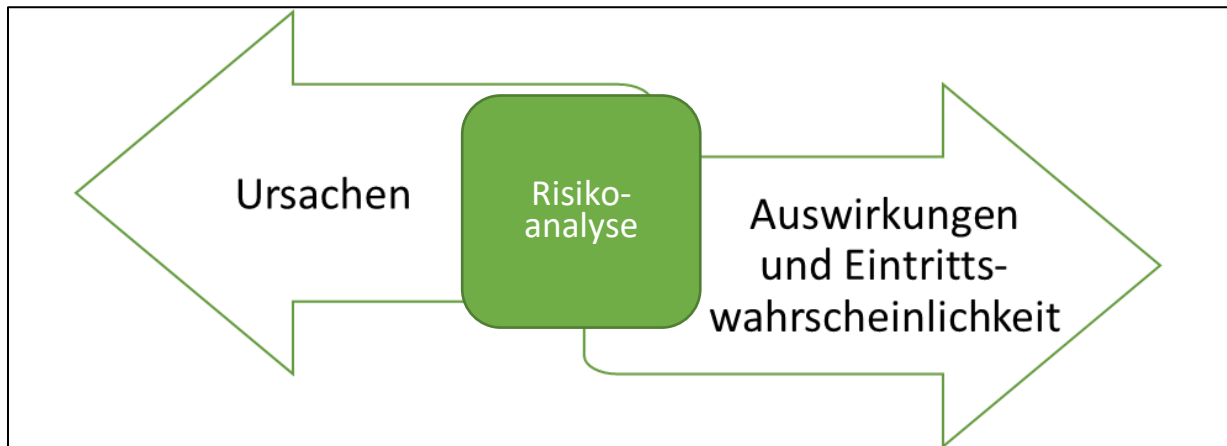 Ursachen
Risiko-
analyse
Auswirkungen
und Eintritts-
wahrscheinlichkeit